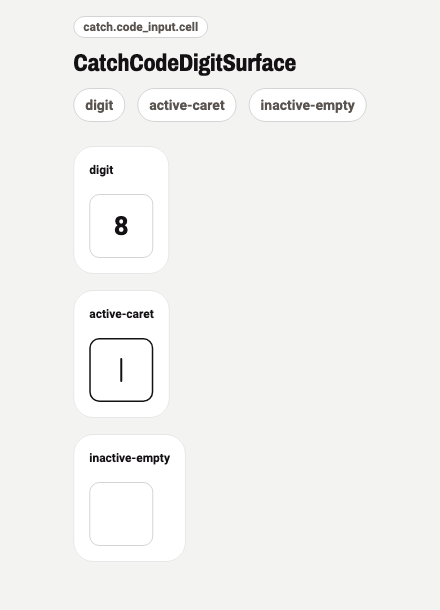 catch.code_input.cell
CatchCodeDigitSurface
digit active-caret inactive-empty
digit
8
active-caret
inactive-empty